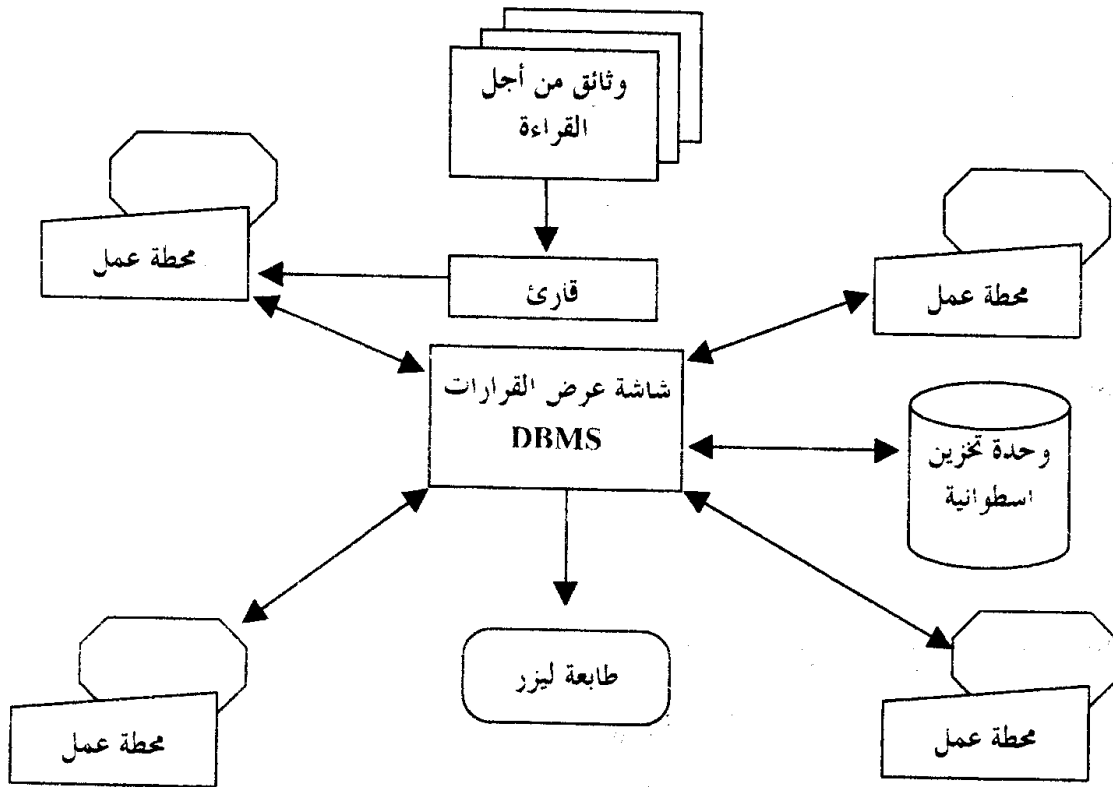 وثائق من أجل
القراءة
محطة عمل
قارئ
محطة عمل
شاشة عرض القرارات
DBMS
وحدة تخزين
اسطوانية
طابعة ليزر
محطة عمل
محطة عمل